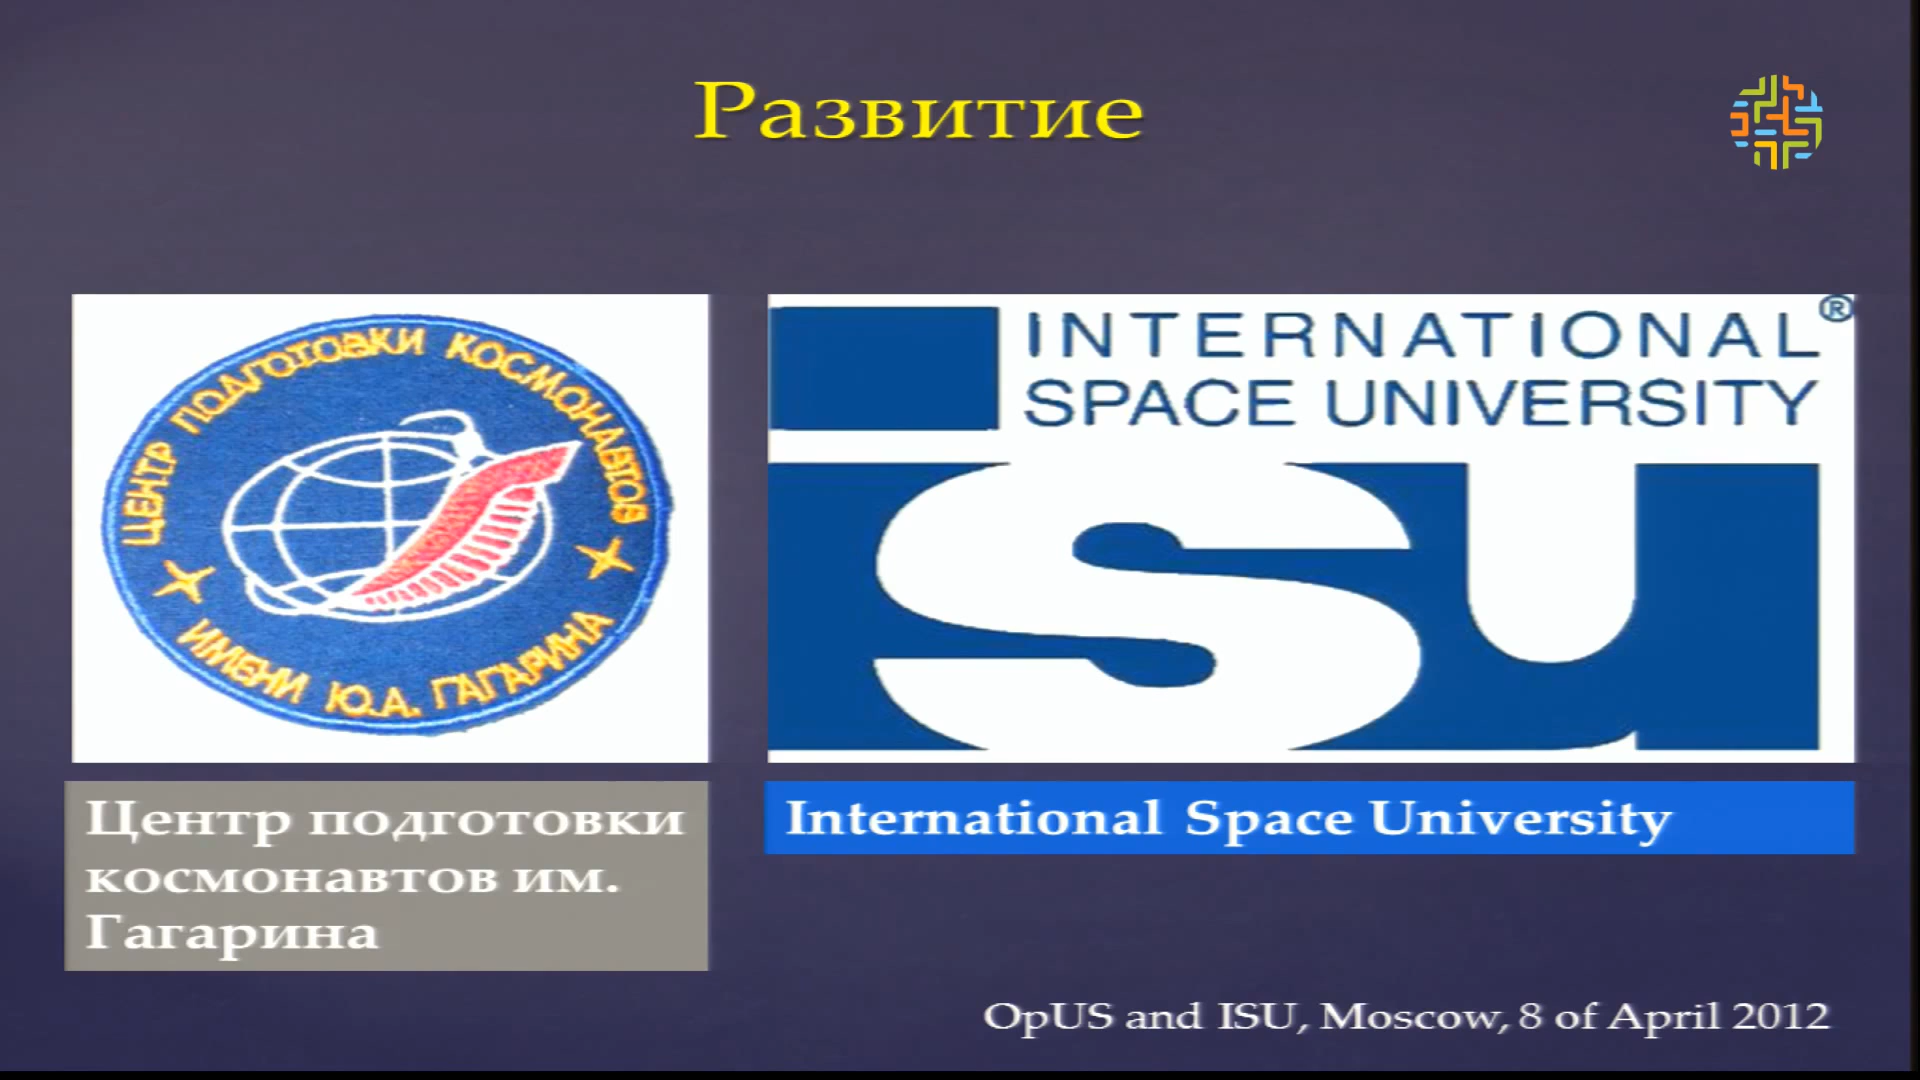 Развитие
ЦЕНТР ПОДГОТОВКИ КОСМОНАВТОВ
ИМЕНИ Ю.А. ГАГАРИНА
INTERNATIONAL®
SPACE UNIVERSITY
isu
Центр подготовки
космонавтов им.
Гагарина
International Space University
OpUS and ISU, Moscow, 8 of April 2012